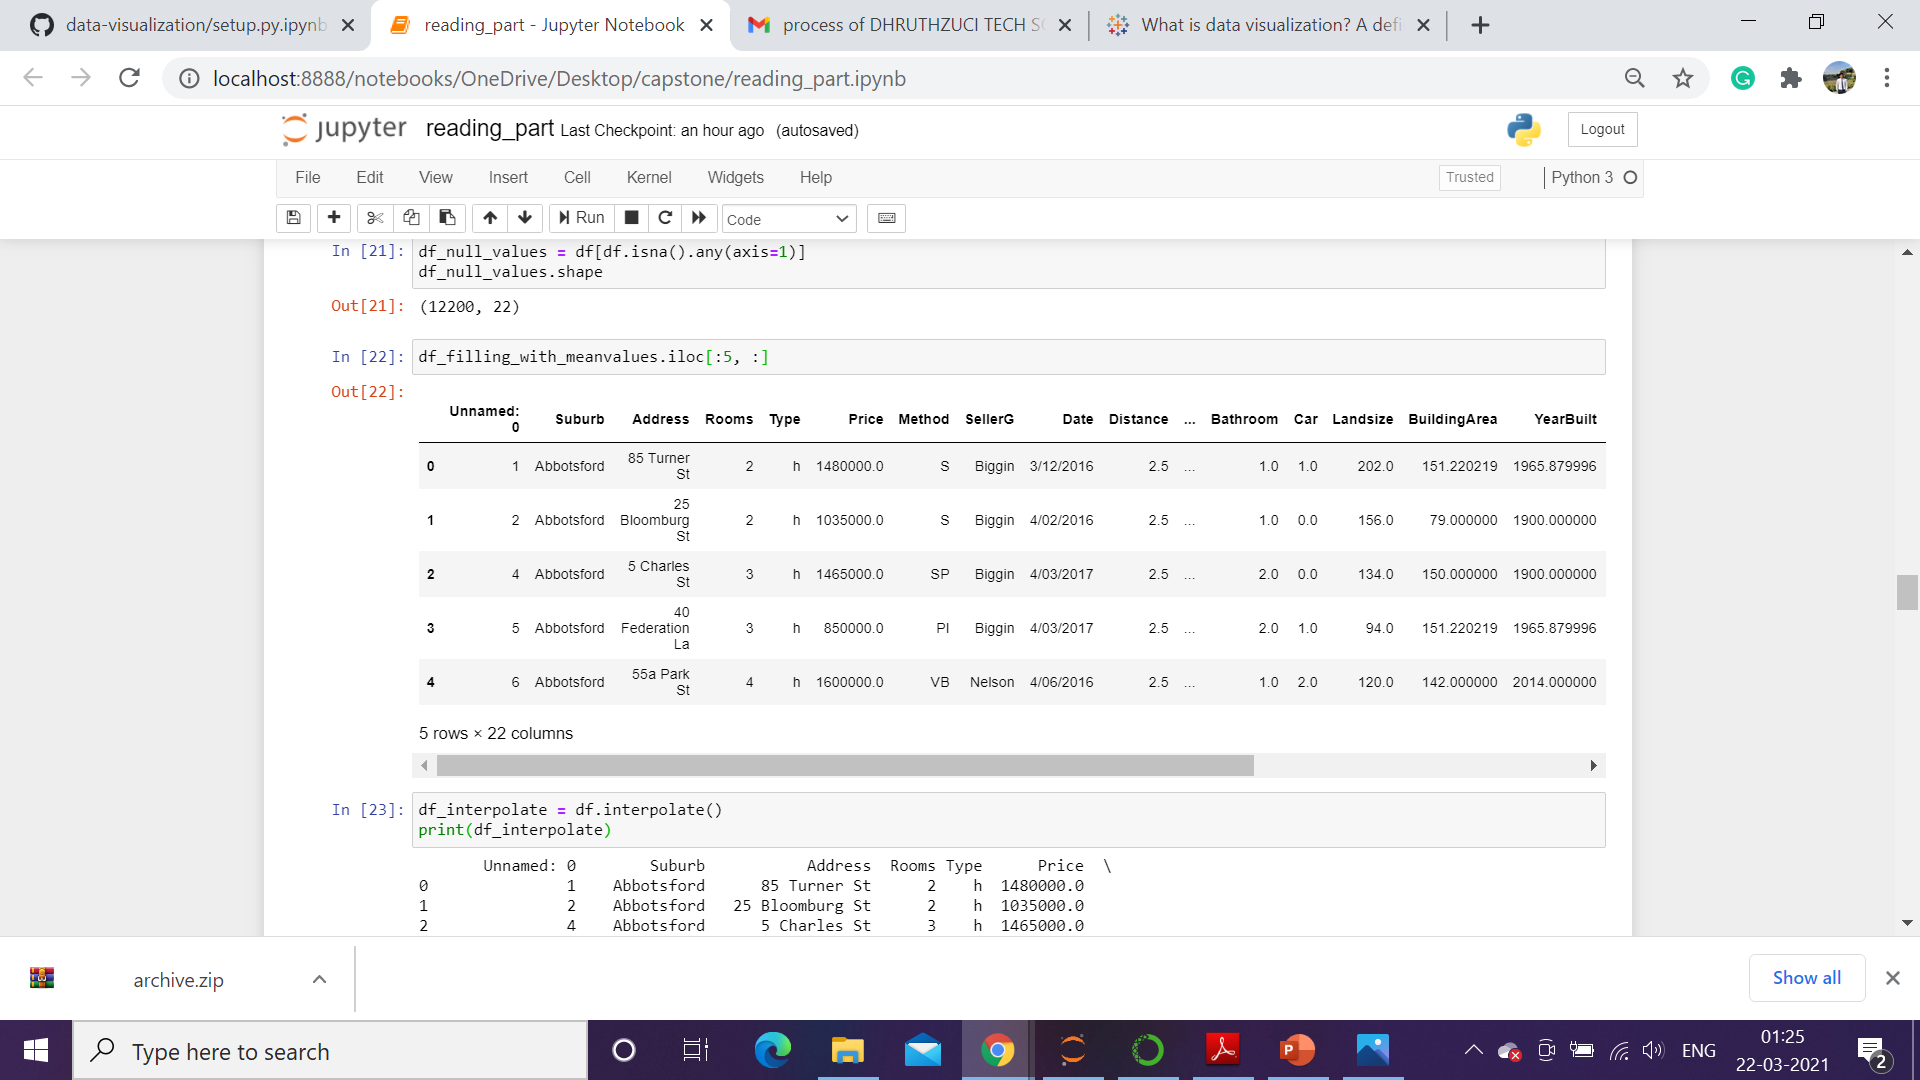 data-visualization/setup.py.ipynb
reading_part - Jupyter Notebook
process of DHRUTHZUCI TECH
What is data visualization? A defi
localhost:8888/notebooks/OneDrive/Desktop/capstone/reading_part.ipynb
jupyter reading_part Last Checkpoint: an hour ago (autosaved)
Logout
File Edit View Insert Cell Kernel Widgets Help
Trusted
Python 3
Run
Code
In [21]: df_null_values = df[df.isna().any(axis=1)]
df_null_values.shape
Out[21]: (12200, 22)
In [22]: df_filling_with_meanvalues.iloc[:5, :]
Out[22]:
Unnamed: 0 Suburb Address Rooms Type Price Method SellerG Date Distance ... Bathroom Car Landsize BuildingArea YearBuilt
0 1 Abbotsford 85 Turner St 2 h 1480000.0 S Biggin 3/12/2016 2.5 ... 1.0 1.0 202.0 151.220219 1965.879996
1 2 Abbotsford 25 Bloomburg St 2 h 1035000.0 S Biggin 4/02/2016 2.5 ... 1.0 0.0 156.0 79.000000 1900.000000
2 4 Abbotsford 5 Charles St 3 h 1465000.0 SP Biggin 4/03/2017 2.5 ... 2.0 0.0 134.0 150.000000 1900.000000
3 5 Abbotsford 40 Federation La 3 h 850000.0 PI Biggin 4/03/2017 2.5 ... 2.0 1.0 94.0 151.220219 1965.879996
4 6 Abbotsford 55a Park St 4 h 1600000.0 VB Nelson 4/06/2016 2.5 ... 1.0 2.0 120.0 142.000000 2014.000000
5 rows × 22 columns
In [23]: df_interpolate = df.interpolate()
print(df_interpolate)
Unnamed: 0 Suburb Address Rooms Type Price \
0 1 Abbotsford 85 Turner St 2 h 1480000.0
1 2 Abbotsford 25 Bloomburg St 2 h 1035000.0
2 4 Abbotsford 5 Charles St 3 h 1465000.0
archive.zip
Show all
Type here to search
ENG
01:25
22-03-2021
2